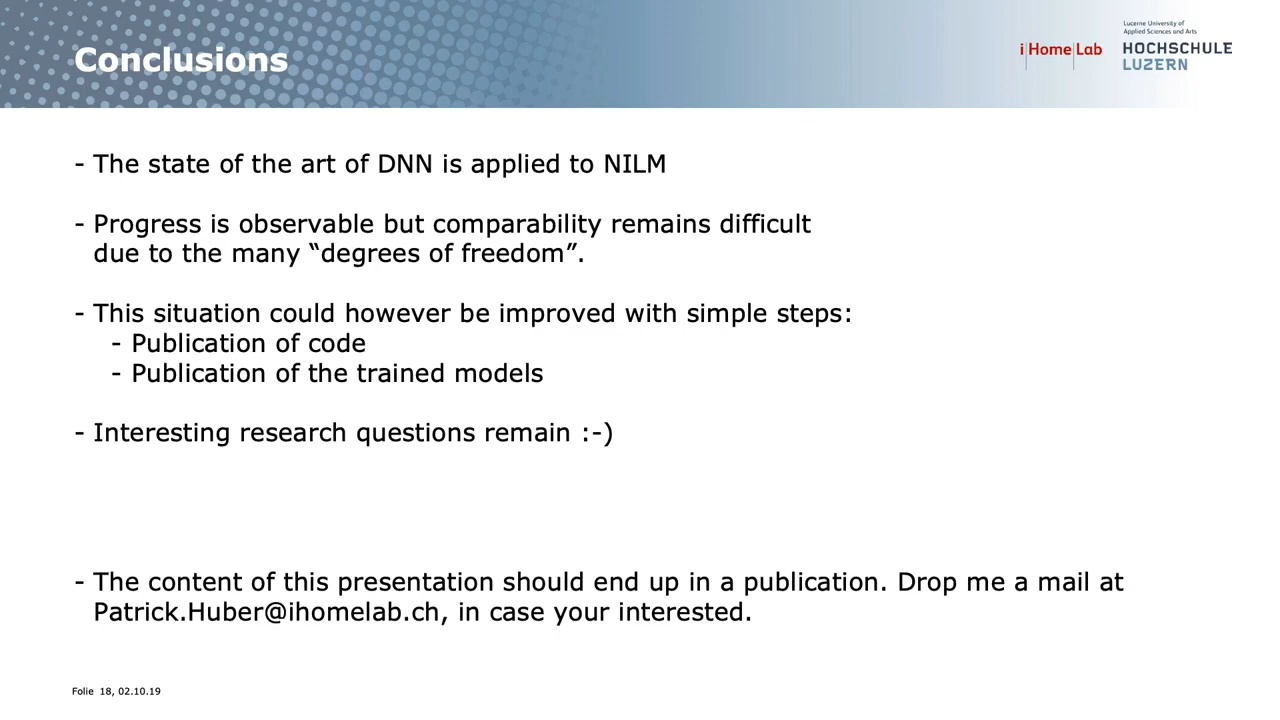 Conclusions
i Home Lab
Lucerne University of
Applied Sciences and Arts
HOCHSCHULE
LUZERN
- The state of the art of DNN is applied to NILM
- Progress is observable but comparability remains difficult
due to the many “degrees of freedom”.
- This situation could however be improved with simple steps:
- Publication of code
- Publication of the trained models
- Interesting research questions remain :-)
- The content of this presentation should end up in a publication. Drop me a mail at
Patrick.Huber@ihomelab.ch, in case your interested.
Folie 18, 02.10.19